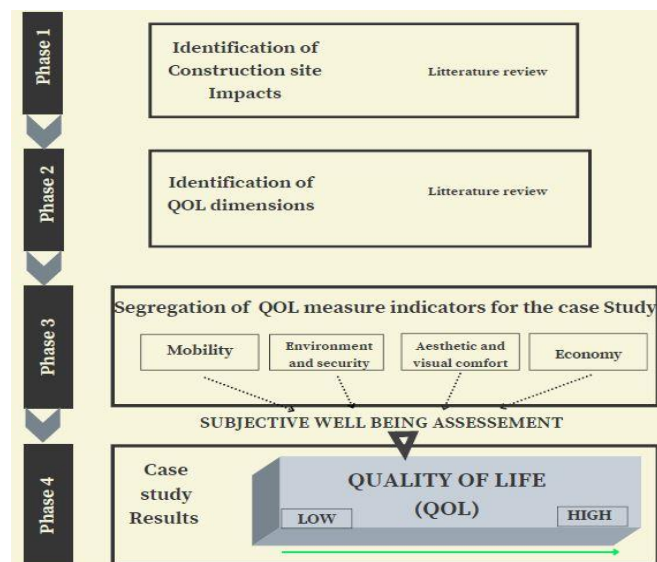 Phase 1
Identification of
Construction site
Impacts
Litterature review
Phase 2
Identification of
QOL dimensions
Litterature review
Phase 3
Segregation of QOL measure indicators for the case Study
Mobility
Environment
and security
Aesthetic and
visual comfort
Economy
SUBJECTIVE WELL BEING ASSESSEMENT
Phase 4
Case
study
Results
QUALITY OF LIFE
(QOL)
LOW
HIGH